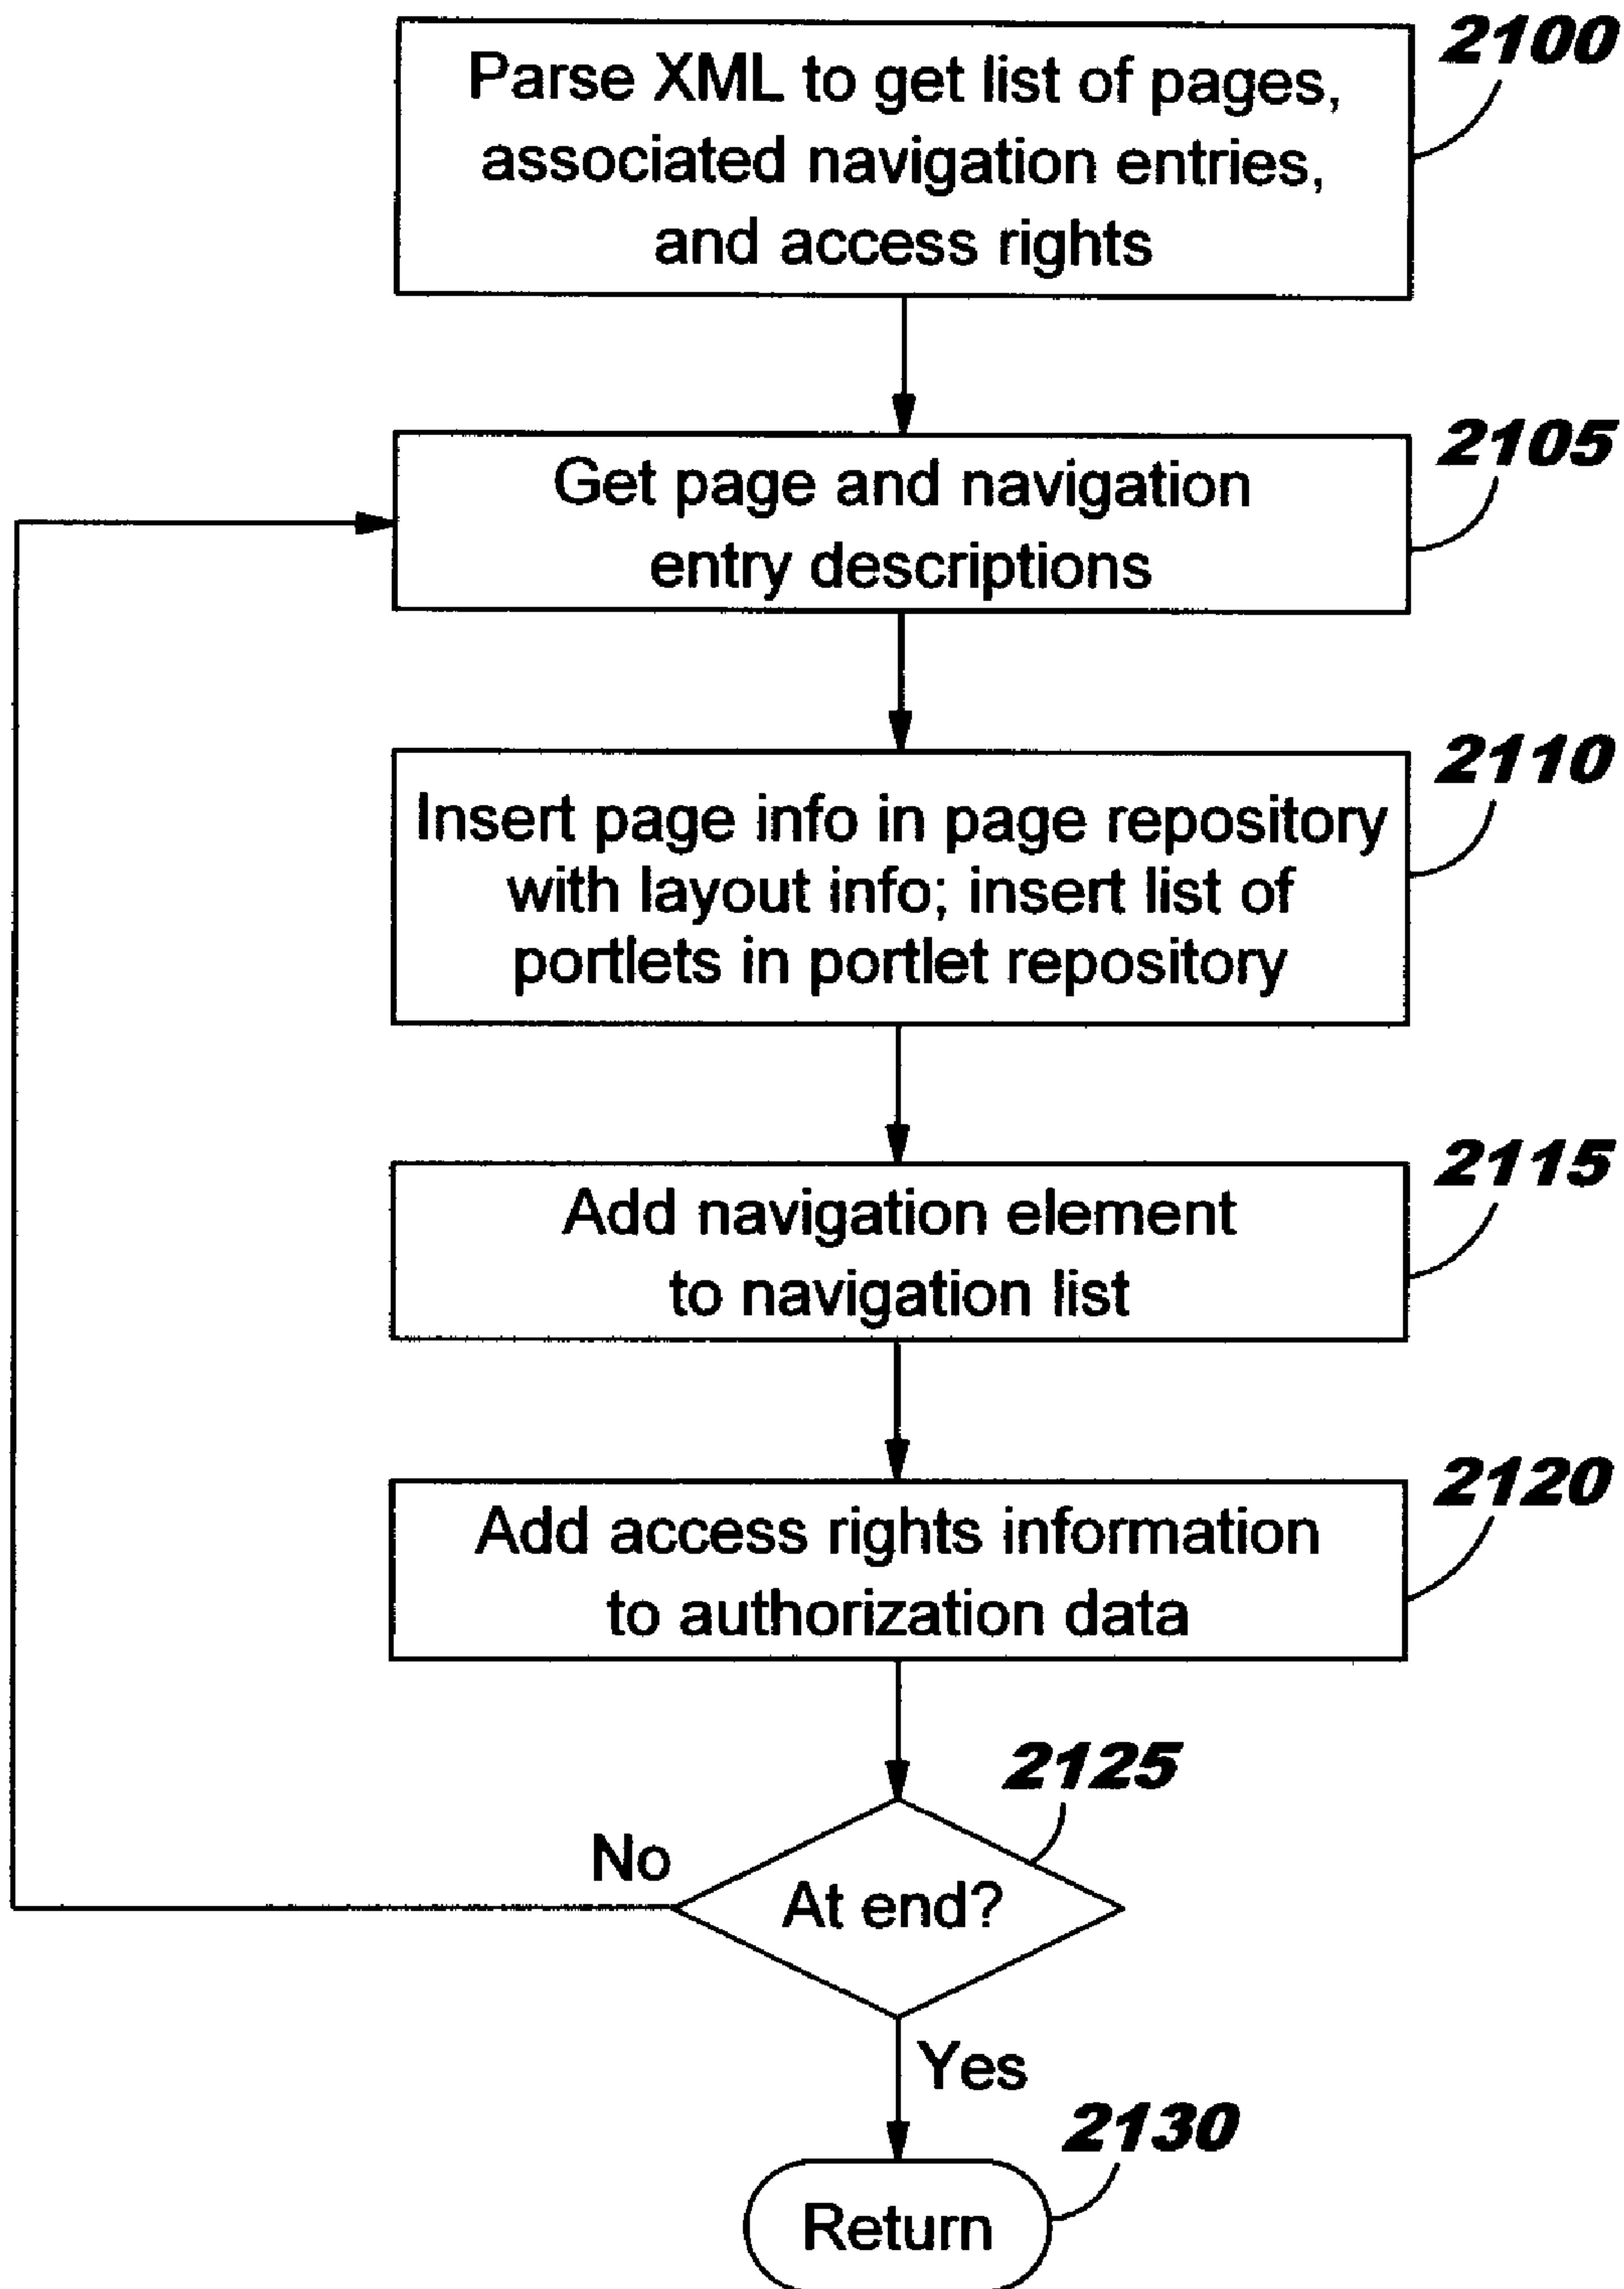 2100
Parse XML to get list of pages,
associated navigation entries,
and access rights
2105
Get page and navigation
entry descriptions
2110
Insert page info in page repository
with layout info; insert list of
portlets in portlet repository
2115
Add navigation element
to navigation list
2120
Add access rights information
to authorization data
2125
No
At end?
Yes
2130
Return